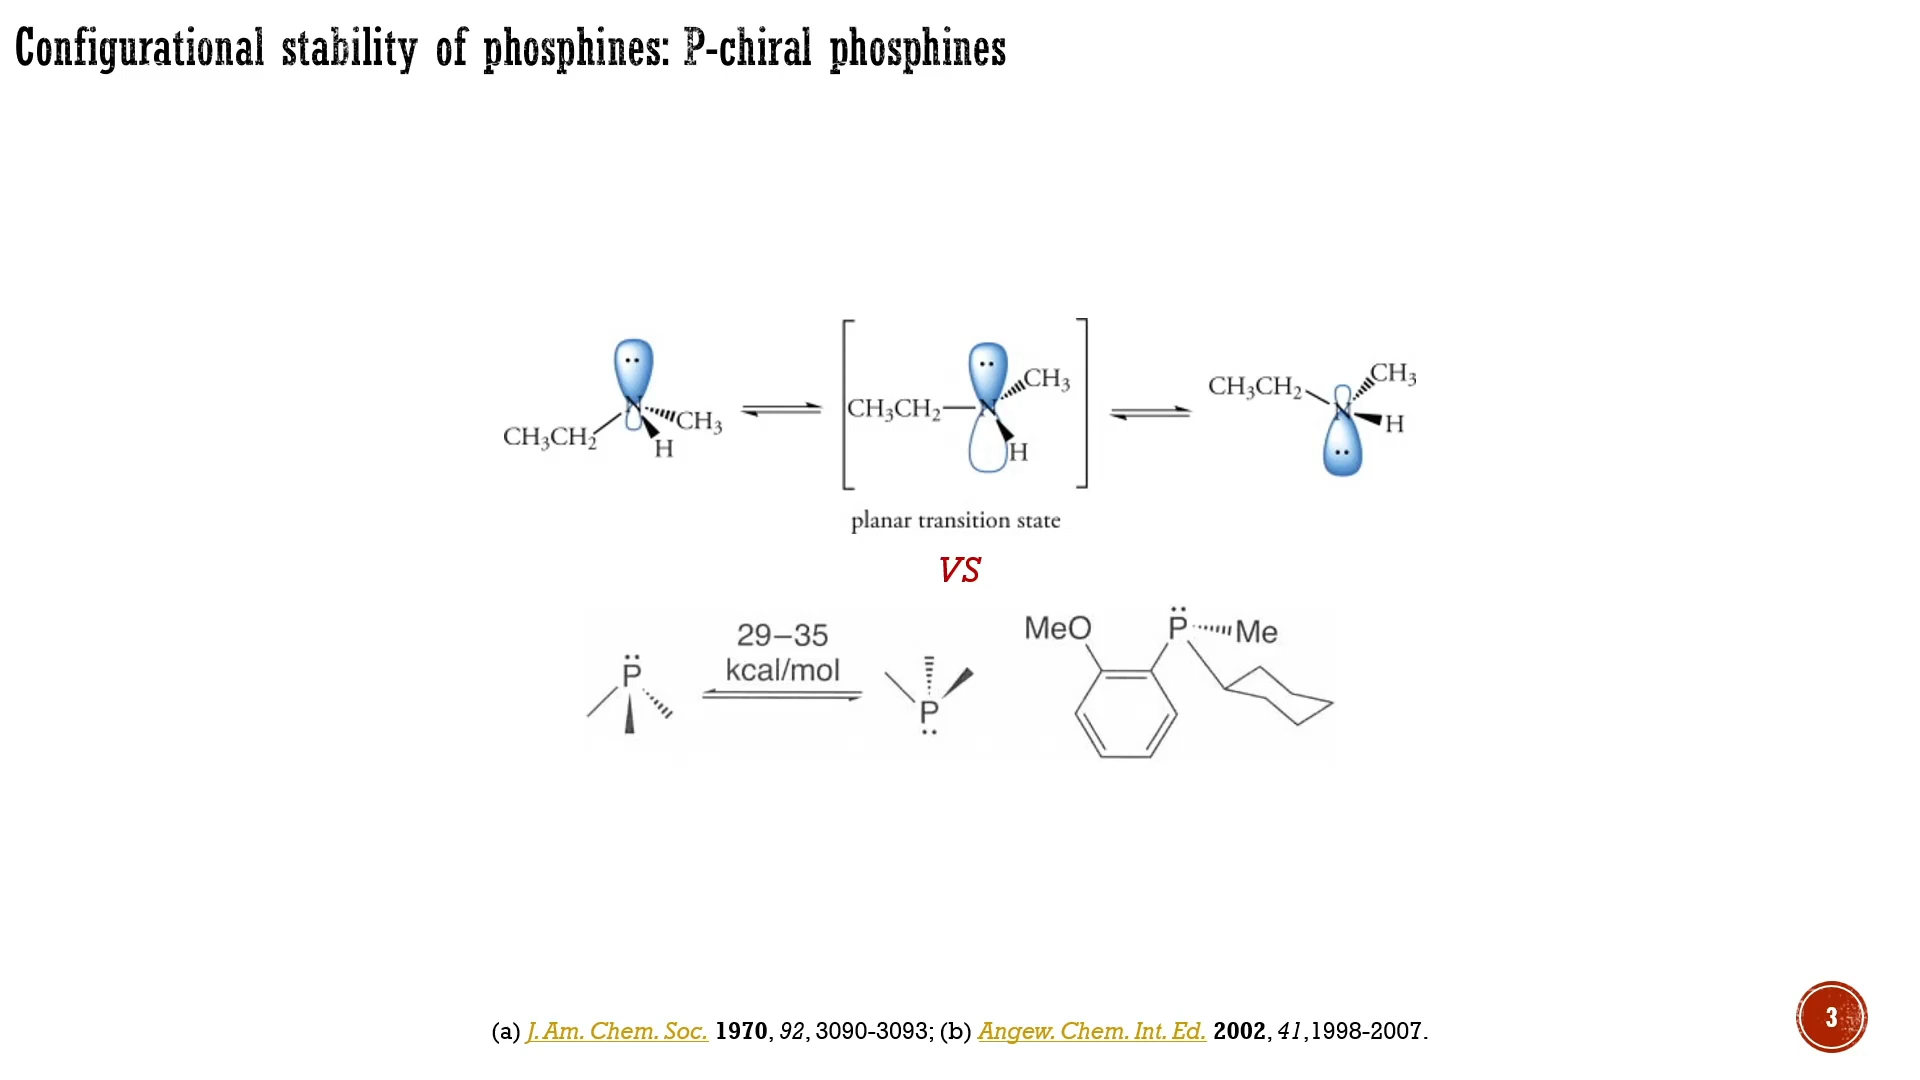 Configurational stability of phosphines: P-chiral phosphines
CH₃CH₂ N CH₃ H
CH₃CH₂ N CH₃ H
CH₃CH₂ N CH₃ H
planar transition state
VS
29–35
kcal/mol
P
P
MeO P Me
(a) J. Am. Chem. Soc. 1970, 92, 3090-3093; (b) Angew. Chem. Int. Ed. 2002, 41,1998-2007.
3